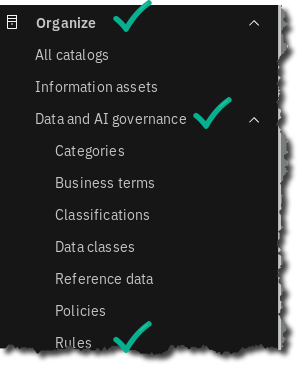 Organize
All catalogs
Information assets
Data and AI governance
Categories
Business terms
Classifications
Data classes
Reference data
Policies
Rules